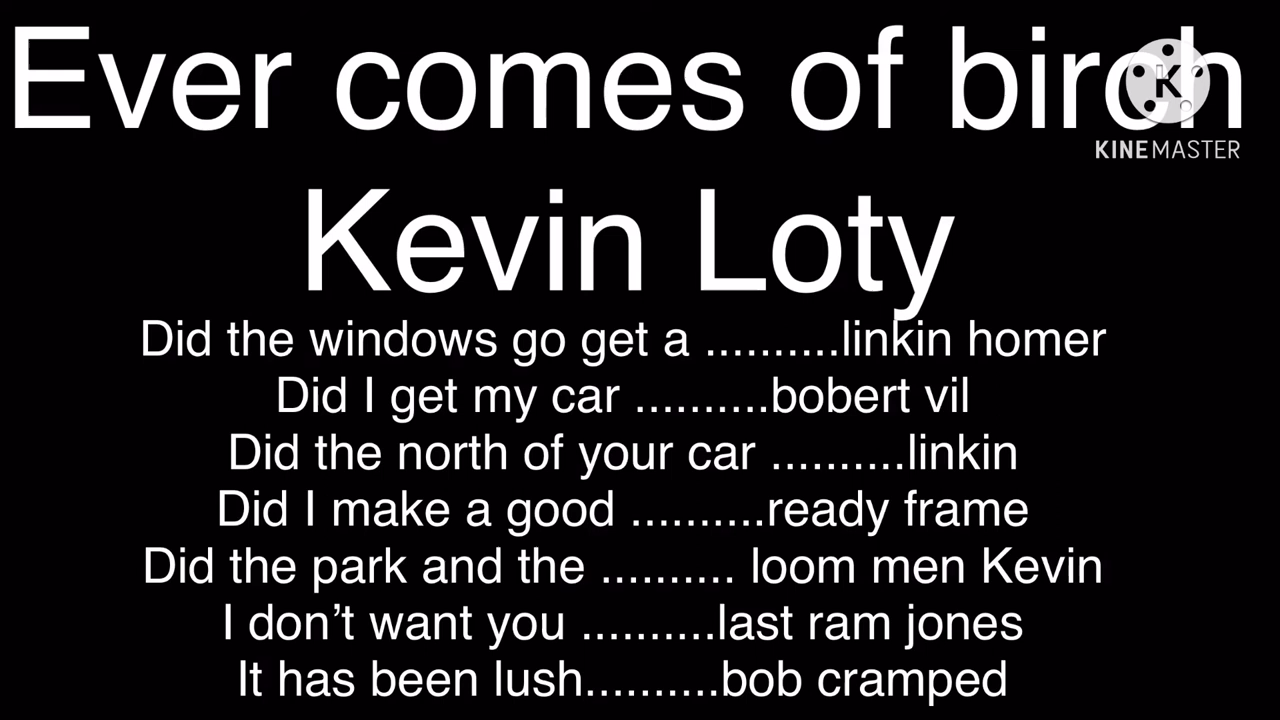 Ever comes of birch
K
KINEMASTER
Kevin Loty
Did the windows go get a ..........linkin homer
Did I get my car ..........bobert vil
Did the north of your car ..........linkin
Did I make a good ..........ready frame
Did the park and the .......... loom men Kevin
I don’t want you ..........last ram jones
It has been lush..........bob cramped